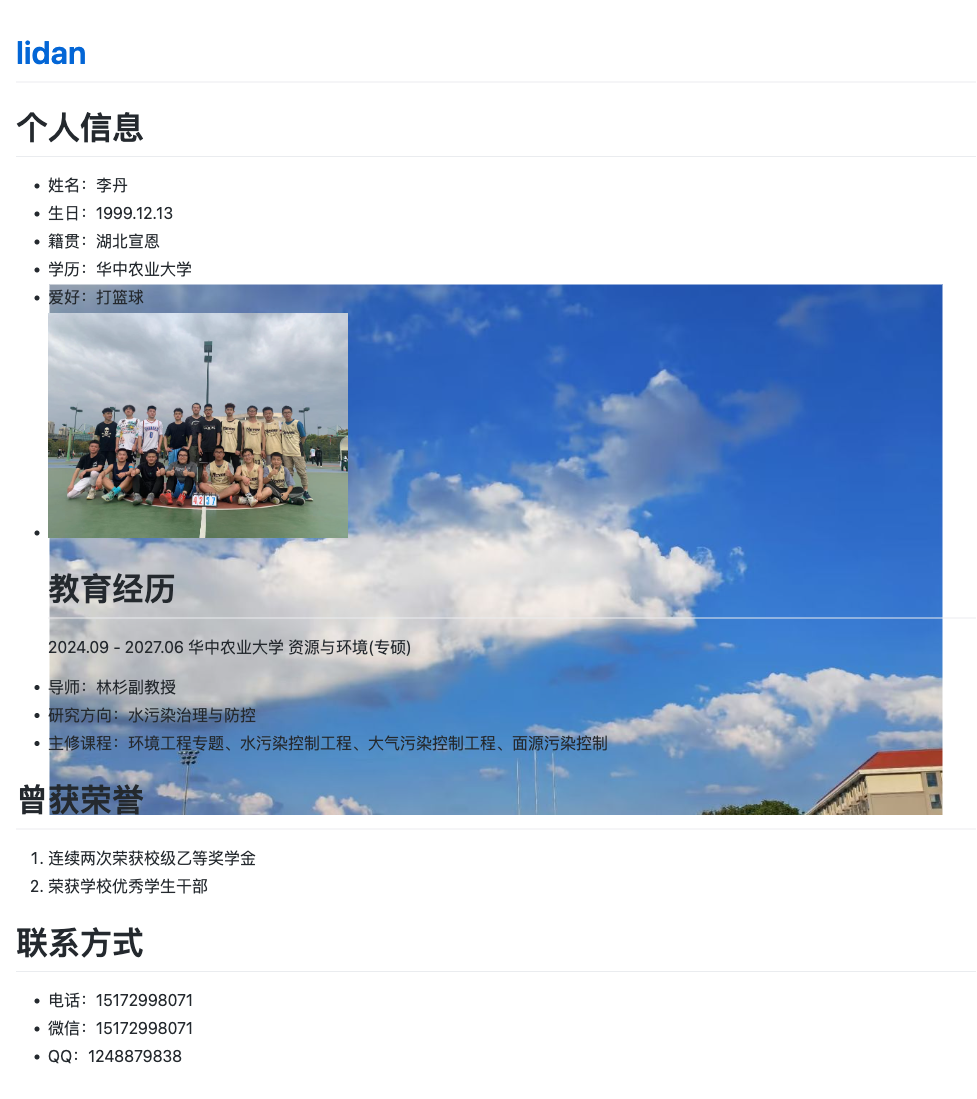 lidan
个人信息
姓名：李丹
生日：1999.12.13
籍贯：湖北宣恩
学历：华中农业大学
爱好：打篮球
教育经历
2024.09 - 2027.06 华中农业大学 资源与环境(专硕)
导师：林杉副教授
研究方向：水污染治理与防控
主修课程：环境工程专题、水污染控制工程、大气污染控制工程、面源污染控制
曾获荣誉
1. 连续两次荣获校级乙等奖学金
2. 荣获学校优秀学生干部
联系方式
电话：15172998071
微信：15172998071
QQ：1248879838